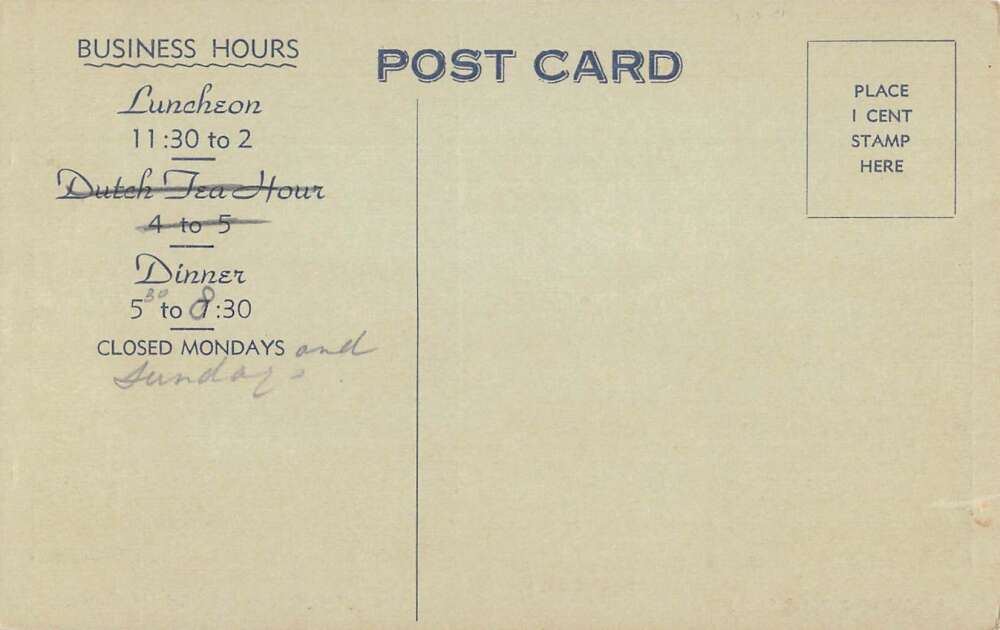 BUSINESS HOURS
Luncheon
11:30 to 2
Dutch Tea Hour
4 to 5
Dinner
5 30 to 8:30
CLOSED MONDAYS and
Sundays
POST CARD
PLACE
1 CENT
STAMP
HERE